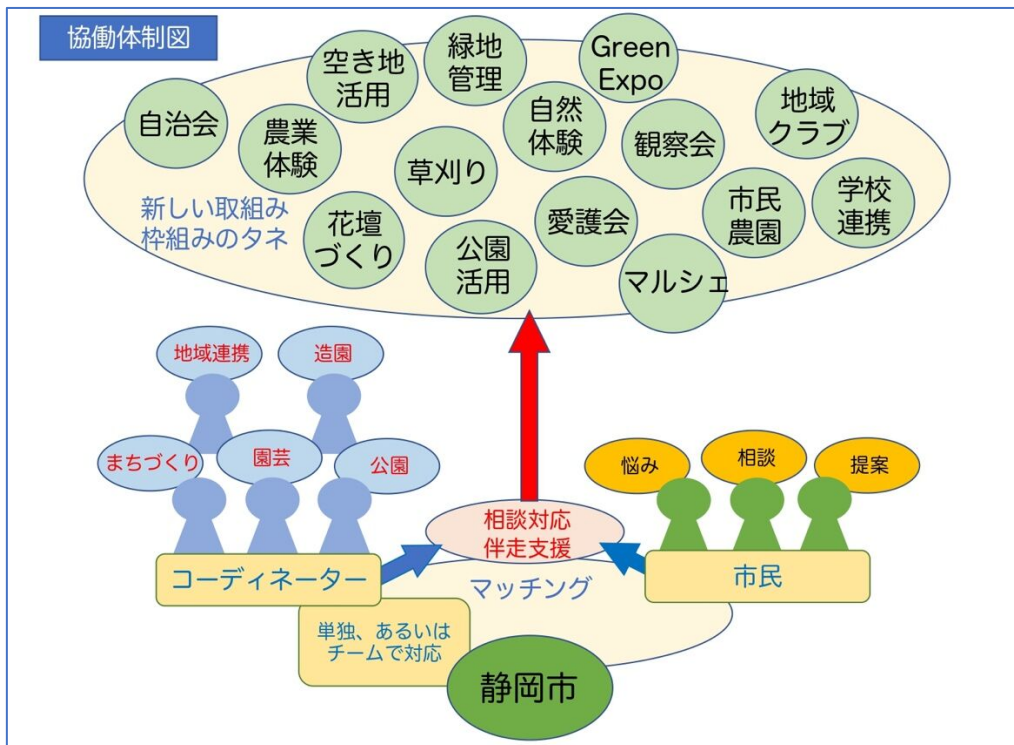 協働体制図
空き地
活用
緑地
管理
Green
Expo
地域
クラブ
自治会
農業
体験
草刈り
自然
体験
観察会
学校
連携
新しい取組み
枠組みのタネ
花壇
づくり
公園
活用
愛護会
市民
農園
マルシェ
地域連携
造園
まちづくり
園芸
公園
悩み
相談
提案
相談対応
伴走支援
コーディネーター
マッチング
市民
単独、あるいは
チームで対応
静岡市